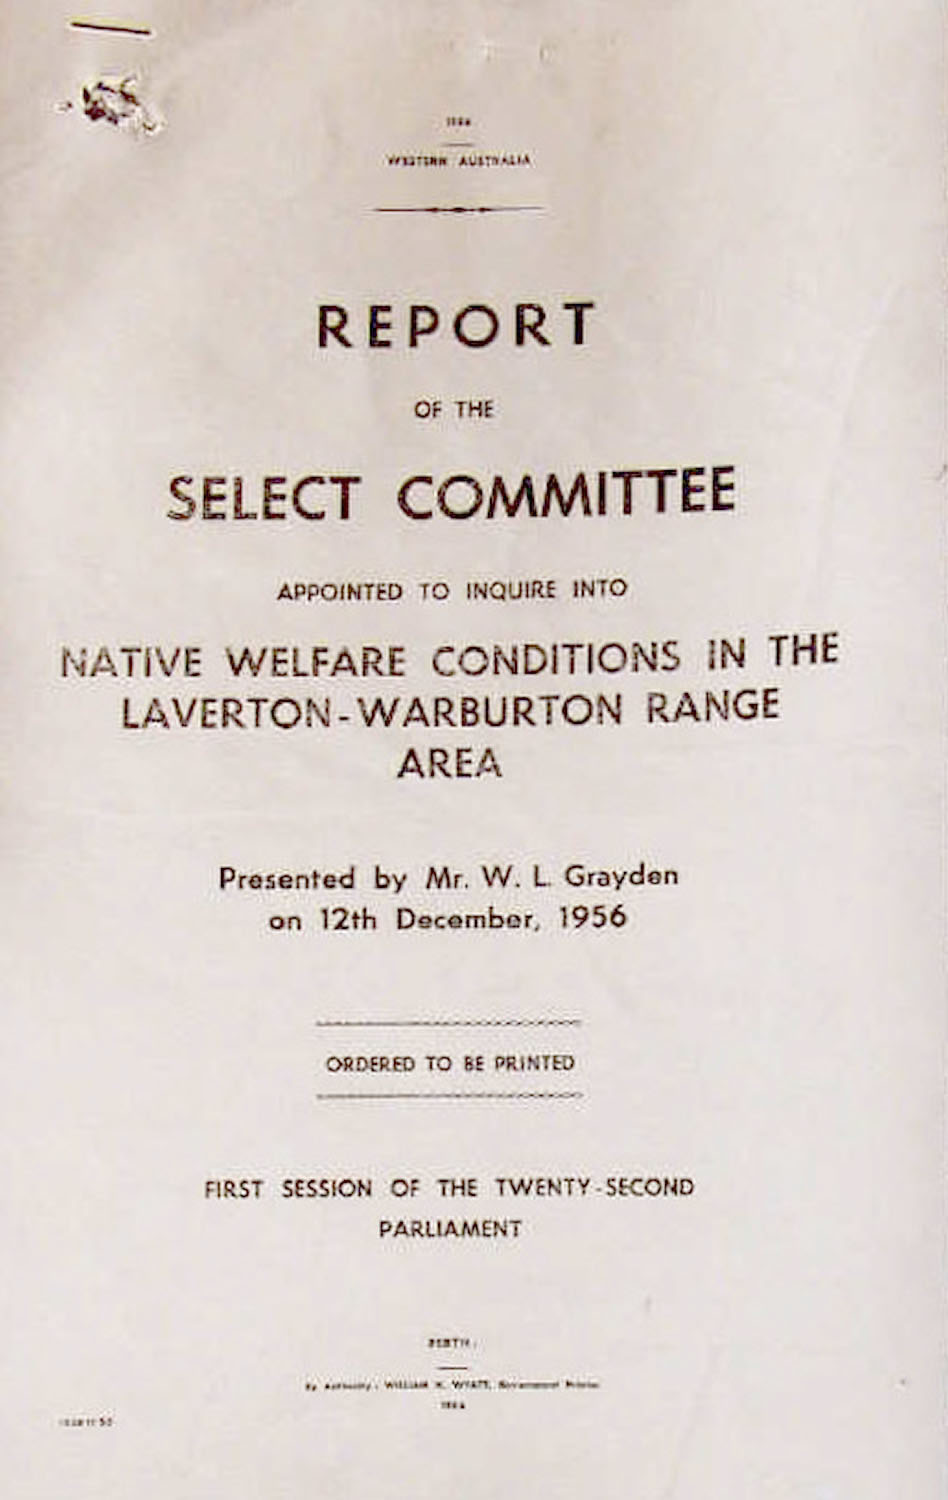 1956
WESTERN AUSTRALIA
REPORT
OF THE
SELECT COMMITTEE
APPOINTED TO INQUIRE INTO
NATIVE WELFARE CONDITIONS IN THE
LAVERTON-WARBURTON RANGE
AREA
Presented by Mr. W. L. Grayden
on 12th December, 1956
ORDERED TO BE PRINTED
FIRST SESSION OF THE TWENTY-SECOND
PARLIAMENT
PERTH:
By Authority: WILLIAM H. WYATT, Government Printer
1956